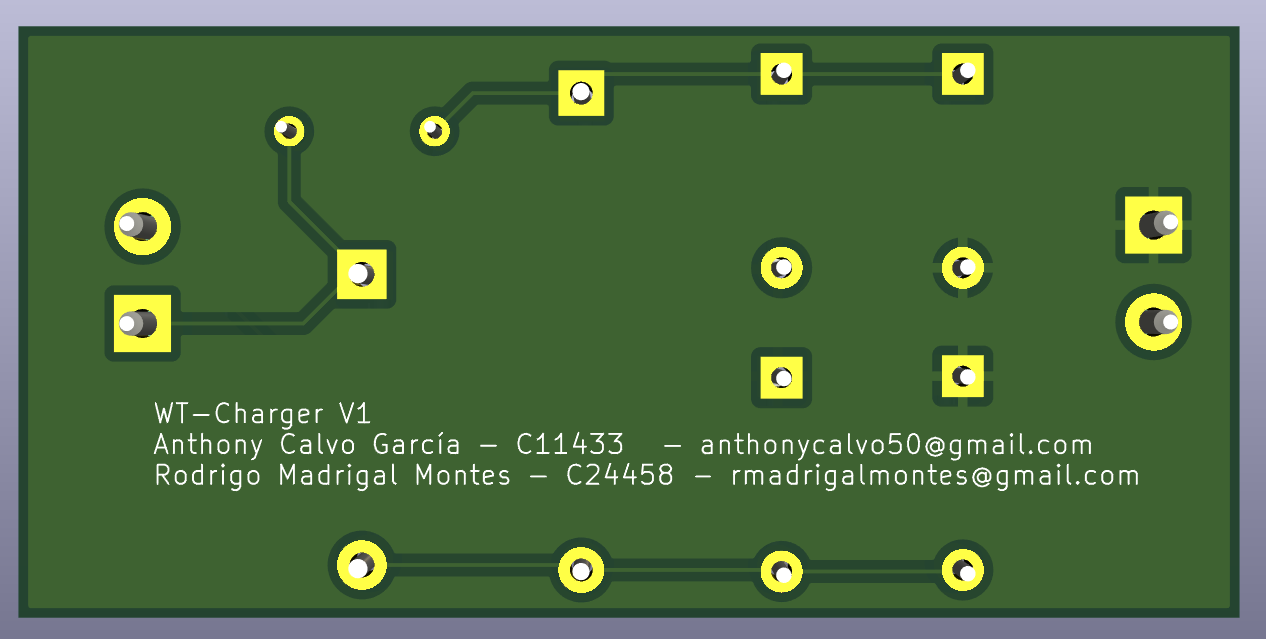 WT-Charger V1
Anthony Calvo García - C11433 - anthonycalvo50@gmail.com
Rodrigo Madrigal Montes - C24458 - rmadrigalmontes@gmail.com